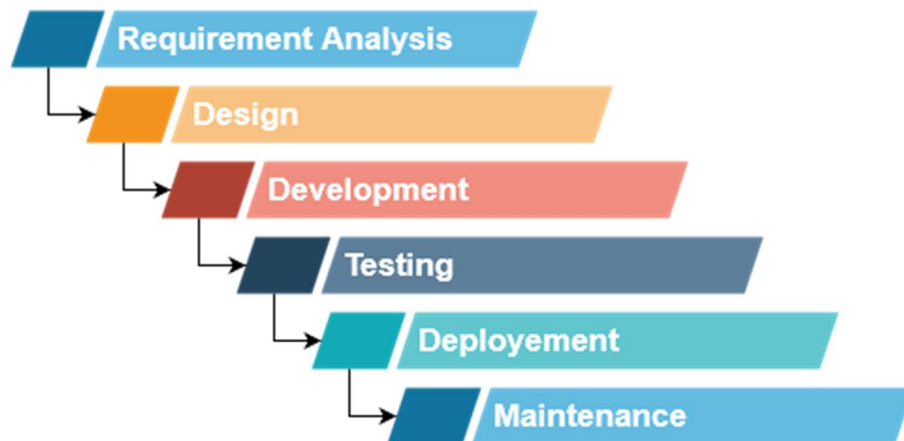 Requirement Analysis
Design
Development
Testing
Deployement
Maintenance